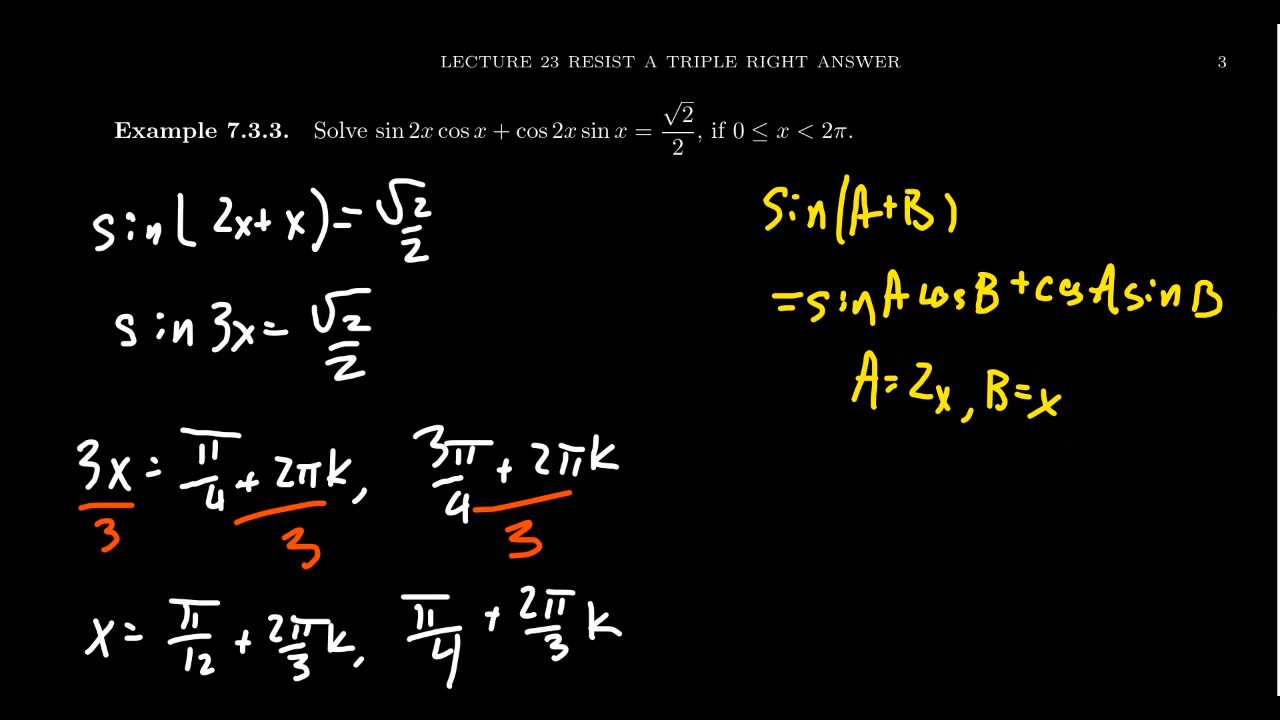 LECTURE 23 RESIST A TRIPLE RIGHT ANSWER 3
Example 7.3.3. Solve sin 2x cos x + cos 2x sin x = √2/2, if 0 ≤ x < 2π.
sin(2x+x) = √2/2
sin 3x = √2/2
3x = π/4 + 2πk, 3π/4 + 2πk
3 3 3
x = π/12 + 2π/3 k, π/4 + 2π/3 k
sin(A+B)
= sin A cos B + cos A sin B
A = 2x, B = x